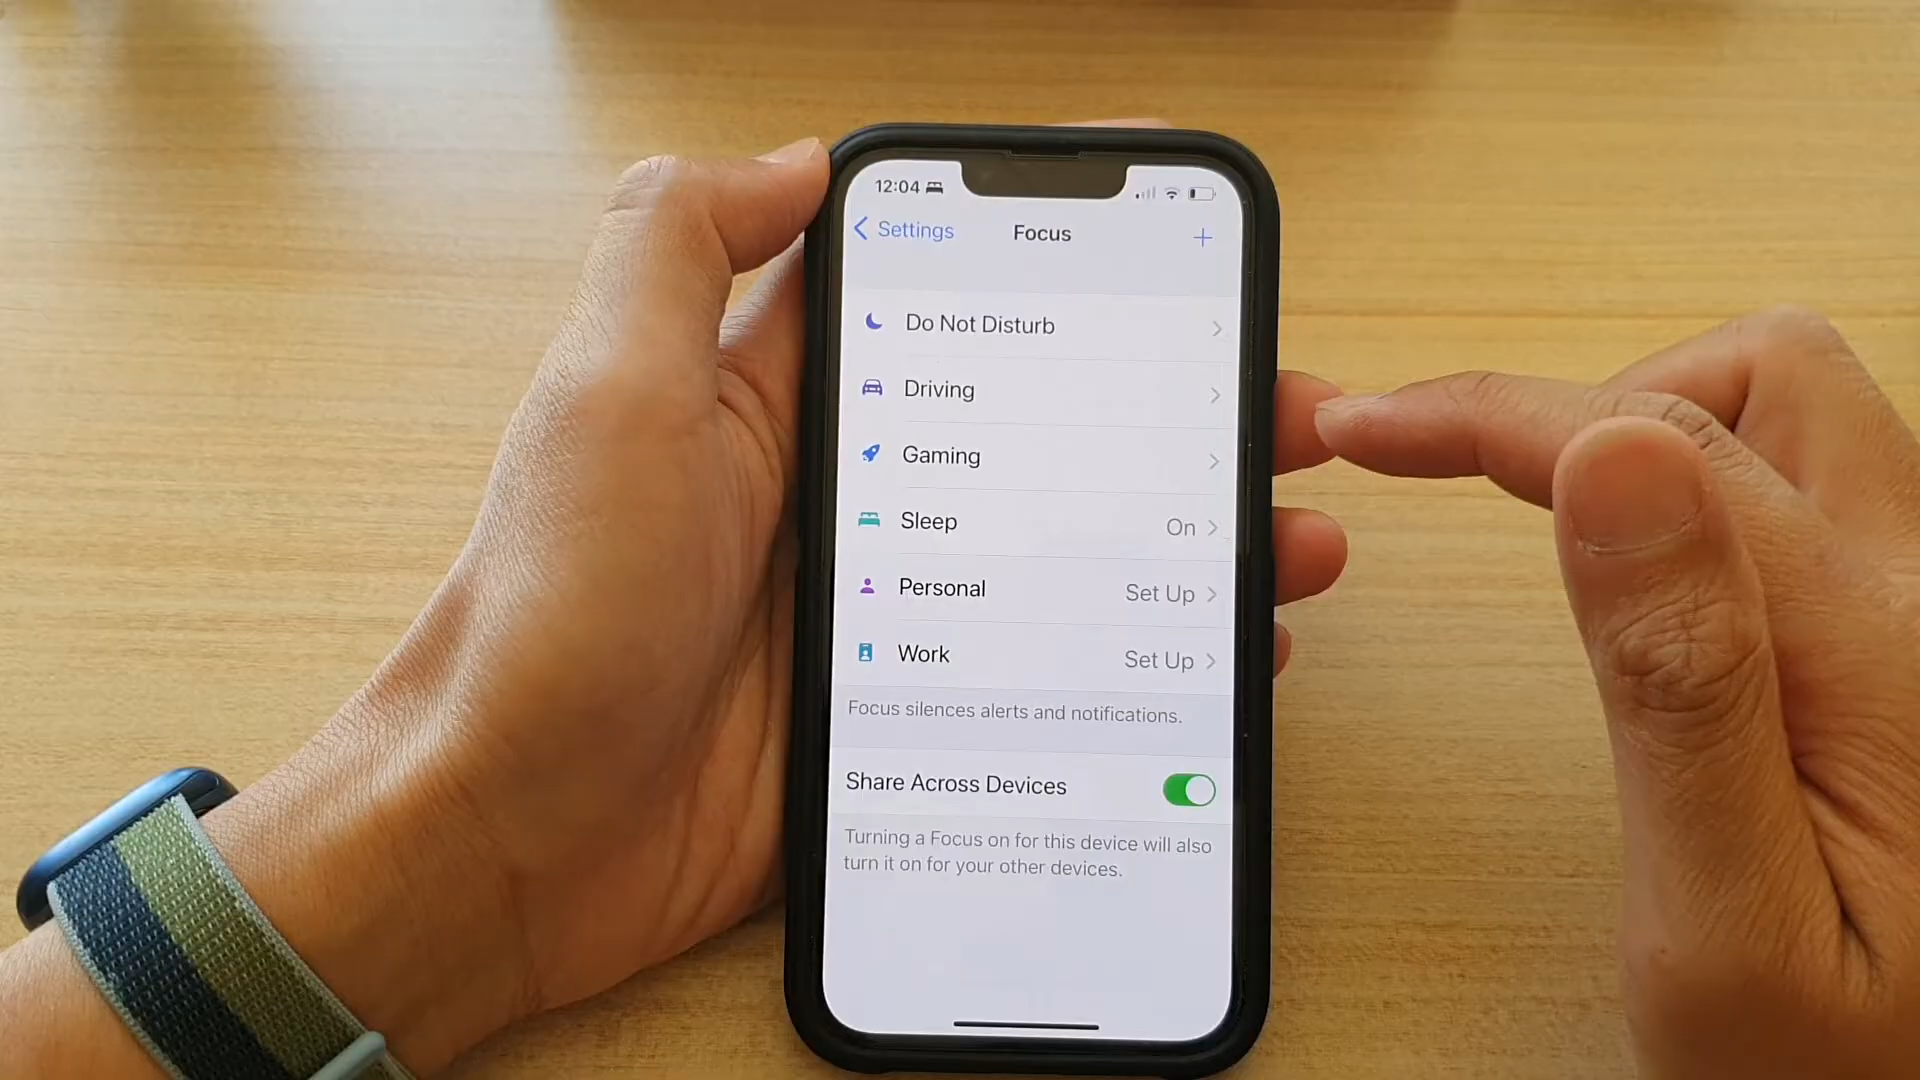 12:04
Settings
Focus
Do Not Disturb
Driving
Gaming
Sleep
On
Personal
Set Up
Work
Set Up
Focus silences alerts and notifications.
Share Across Devices
Turning a Focus on for this device will also
turn it on for your other devices.